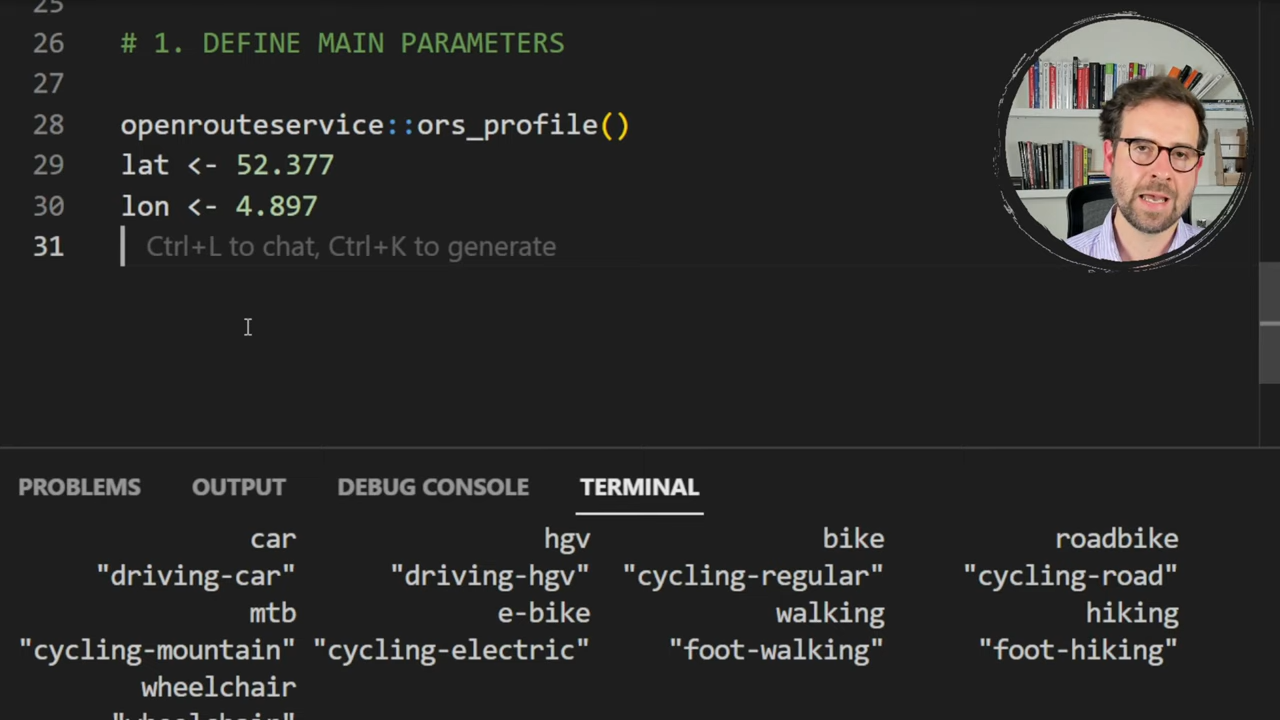 25
26 # 1. DEFINE MAIN PARAMETERS
27
28 openrouteservice::ors_profile()
29 lat <- 52.377
30 lon <- 4.897
31 Ctrl+L to chat, Ctrl+K to generate
PROBLEMS OUTPUT DEBUG CONSOLE TERMINAL
car hgv bike roadbike
"driving-car" "driving-hgv" "cycling-regular" "cycling-road"
mtb e-bike walking hiking
"cycling-mountain" "cycling-electric" "foot-walking" "foot-hiking"
wheelchair
"wheelchair"